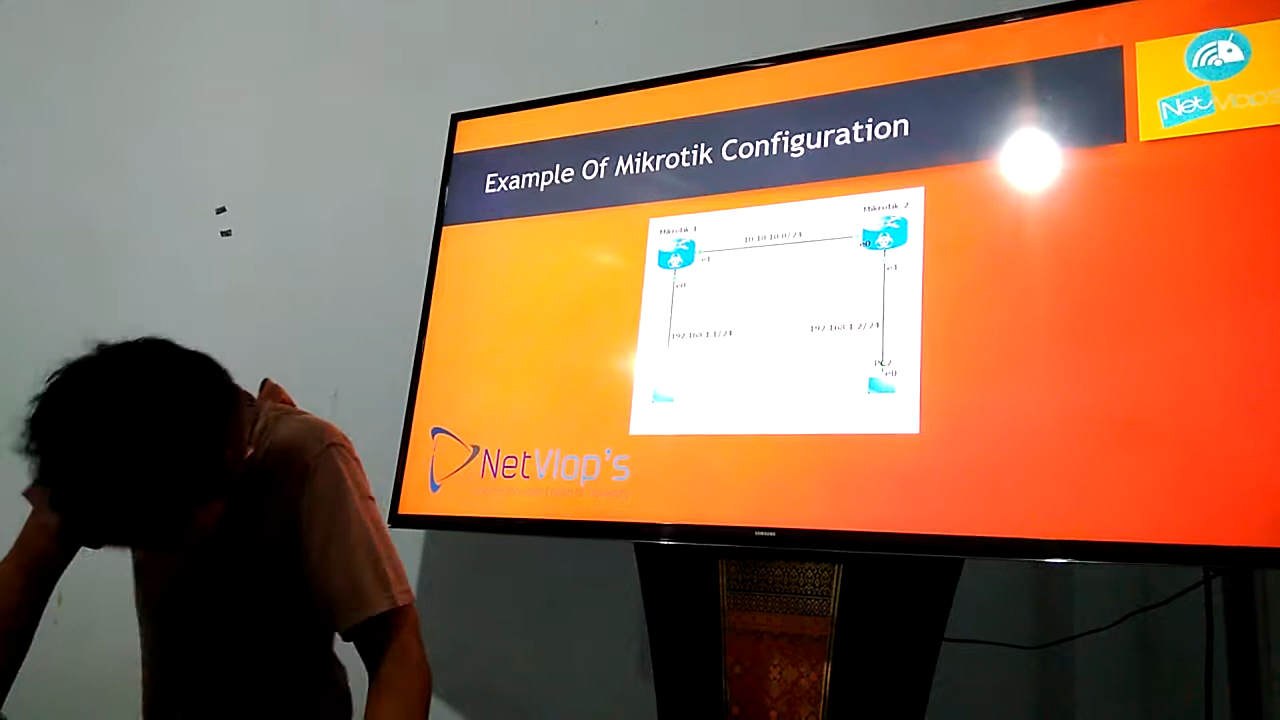 Example Of Mikrotik Configuration
NetVlops
Mikrotik 1
Mikrotik 2
10.10.10.0/24
e1
e0
e0
e1
192.168.1.1/24
192.168.1.2/24
PC2
e0
NetVlop's
SAMSUNG